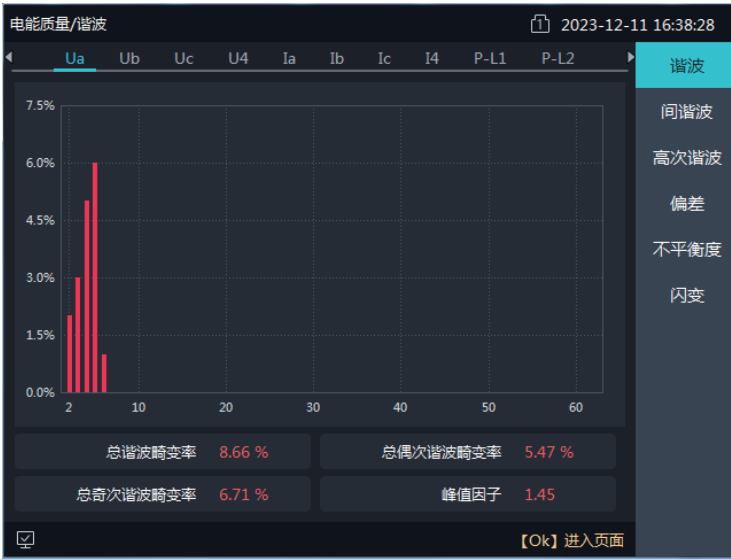 电能质量/谐波 1 2023-12-11 16:38:28
Ua Ub Uc U4 Ia Ib Ic I4 P-L1 P-L2
谐波
间谐波
高次谐波
偏差
不平衡度
闪变
7.5%
6.0%
4.5%
3.0%
1.5%
0.0%
2 10 20 30 40 50 60
总谐波畸变率 8.66 % 总偶次谐波畸变率 5.47 %
总奇次谐波畸变率 6.71 % 峰值因子 1.45
【Ok】进入页面